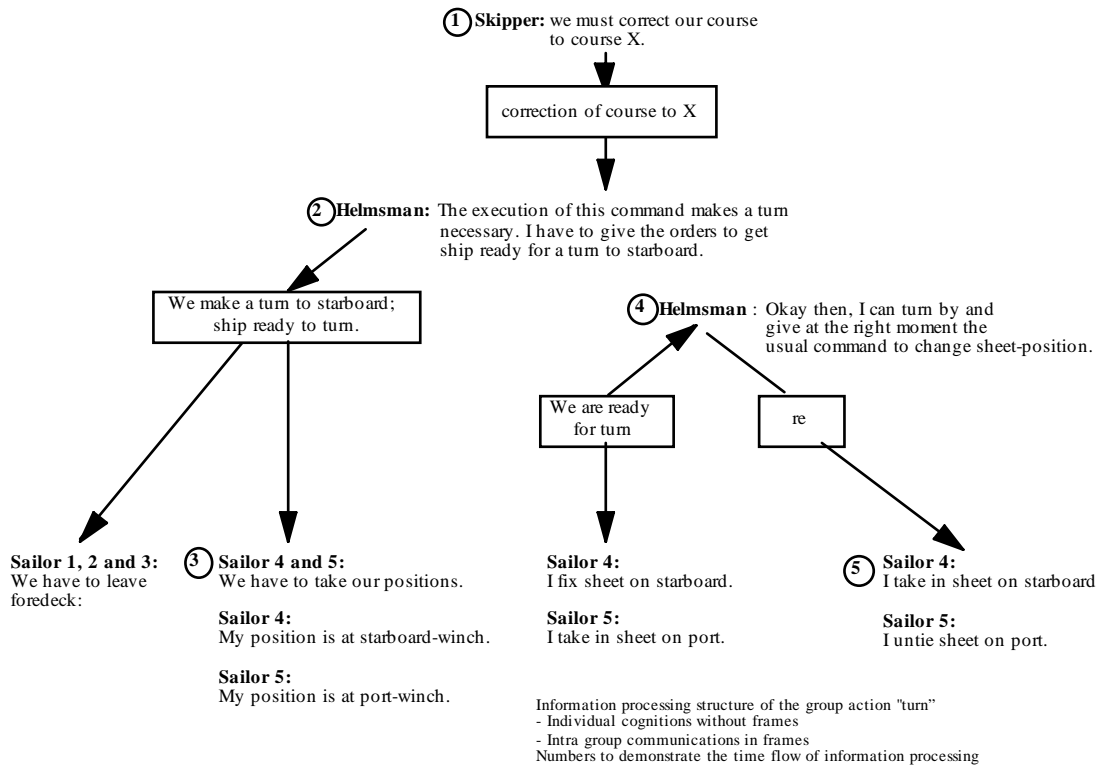 1 Skipper: we must correct our course
to course X.
correction of course to X
2 Helmsman: The execution of this command makes a turn
necessary. I have to give the orders to get
ship ready for a turn to starboard.
We make a turn to starboard;
ship ready to turn.
4 Helmsman : Okay then, I can turn by and
give at the right moment the
usual command to change sheet-position.
We are ready
for turn
re
Sailor 1, 2 and 3:
We have to leave
foredeck:
3 Sailor 4 and 5:
We have to take our positions.
Sailor 4:
My position is at starboard-winch.
Sailor 5:
My position is at port-winch.
Sailor 4:
I fix sheet on starboard.
Sailor 5:
I take in sheet on port.
5 Sailor 4:
I take in sheet on starboard
Sailor 5:
I untie sheet on port.
Information processing structure of the group action "turn”
- Individual cognitions without frames
- Intra group communications in frames
Numbers to demonstrate the time flow of information processing